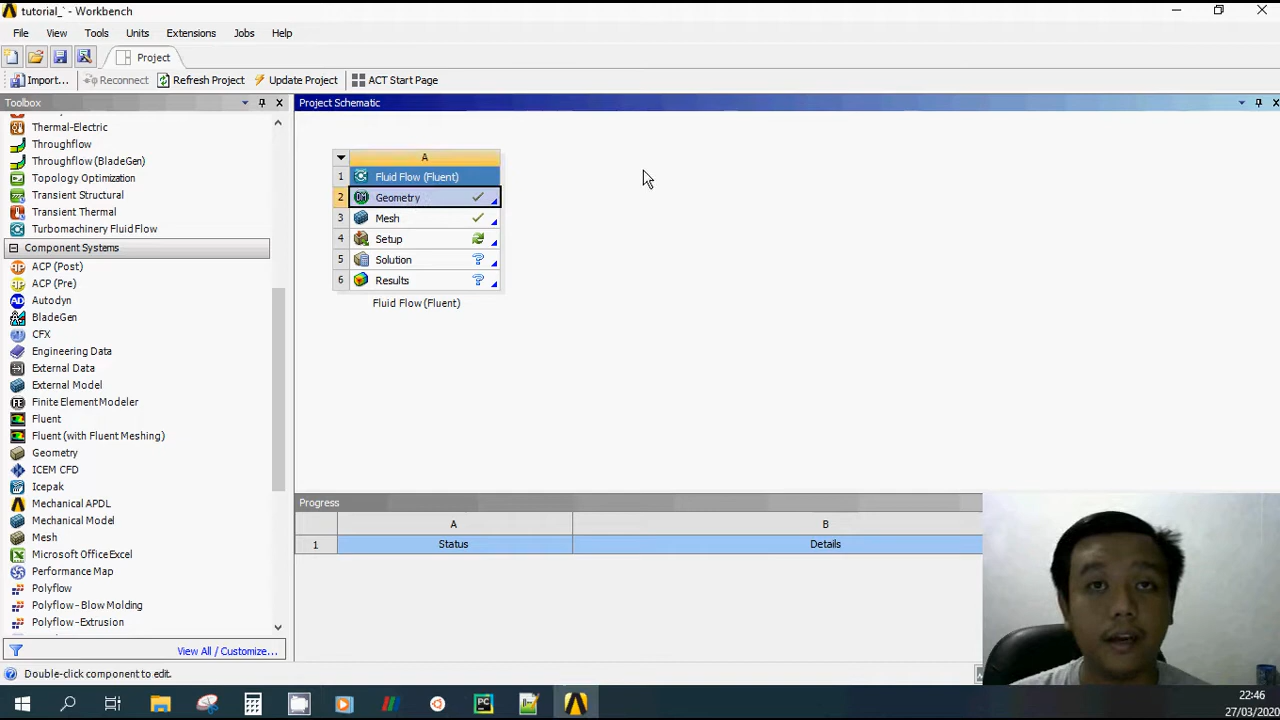 tutorial_` - Workbench
File View Tools Units Extensions Jobs Help
Project
Import... Reconnect Refresh Project Update Project ACT Start Page
Toolbox
Thermal-Electric
Throughflow
Throughflow (BladeGen)
Topology Optimization
Transient Structural
Transient Thermal
Turbomachinery Fluid Flow
Component Systems
ACP (Post)
ACP (Pre)
Autodyn
BladeGen
CFX
Engineering Data
External Data
External Model
Finite Element Modeler
Fluent
Fluent (with Fluent Meshing)
Geometry
ICEM CFD
Icepak
Mechanical APDL
Mechanical Model
Mesh
Microsoft Office Excel
Performance Map
Polyflow
Polyflow - Blow Molding
Polyflow - Extrusion
View All / Customize...
Project Schematic
A
1 Fluid Flow (Fluent)
2 Geometry
3 Mesh
4 Setup
5 Solution ?
6 Results ?
Fluid Flow (Fluent)
Progress
A B
1 Status Details
Double-click component to edit.
22:46
27/03/2020